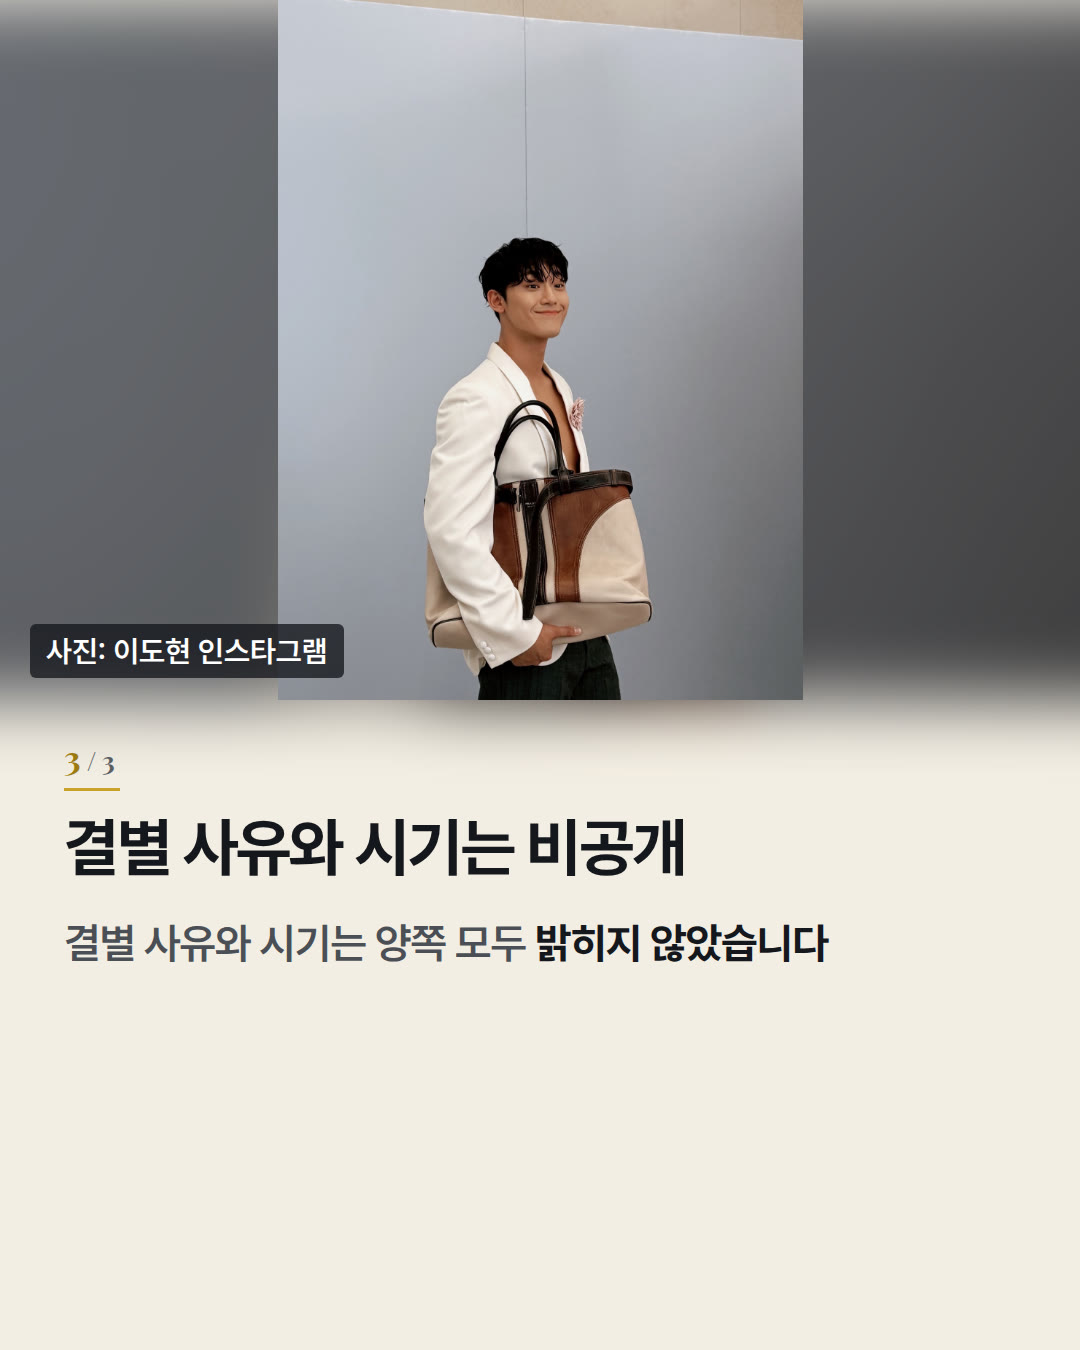 사진: 이도현 인스타그램
3 / 3
결별 사유와 시기는 비공개
결별 사유와 시기는 양쪽 모두 밝히지 않았습니다